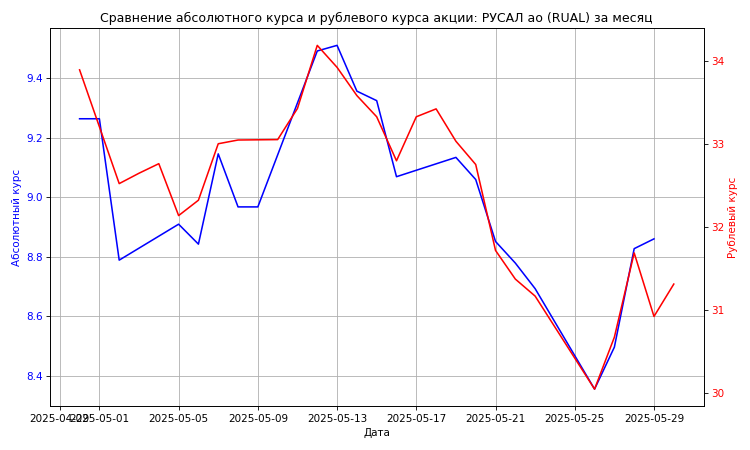 Сравнение абсолютного курса и рублевого курса акции: РУСАЛ ао (RUAL) за месяц
Абсолютный курс
9.4
9.2
9.0
8.8
8.6
8.4
34
33
32
31
30
Рублевый курс
2025-04-29 2025-05-01 2025-05-05 2025-05-09 2025-05-13 2025-05-17 2025-05-21 2025-05-25 2025-05-29
Дата